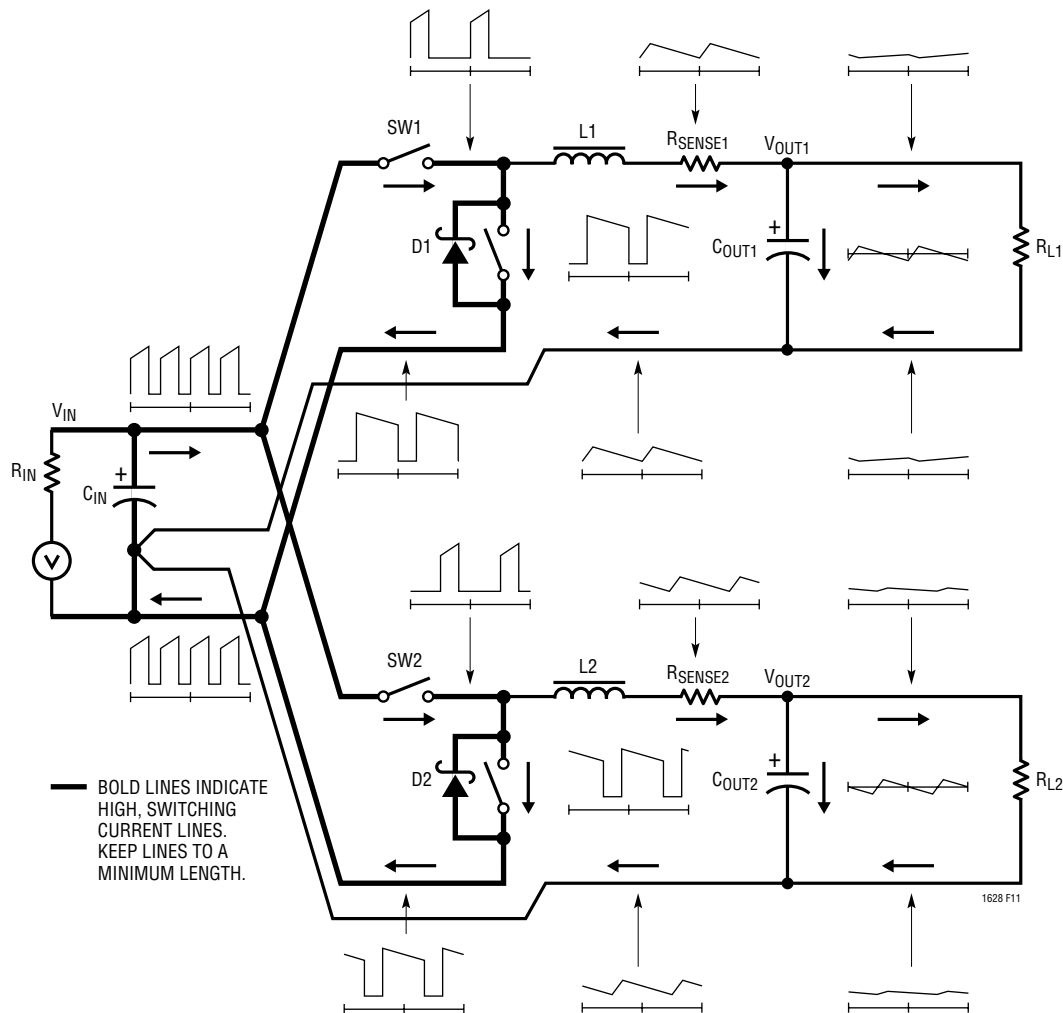 SW1
L1
RSENSE1
VOUT1
D1
COUT1
+
RL1
VIN
RIN
+
CIN
V
SW2
L2
RSENSE2
VOUT2
D2
COUT2
+
RL2
BOLD LINES INDICATE
HIGH, SWITCHING
CURRENT LINES.
KEEP LINES TO A
MINIMUM LENGTH.
1628 F11